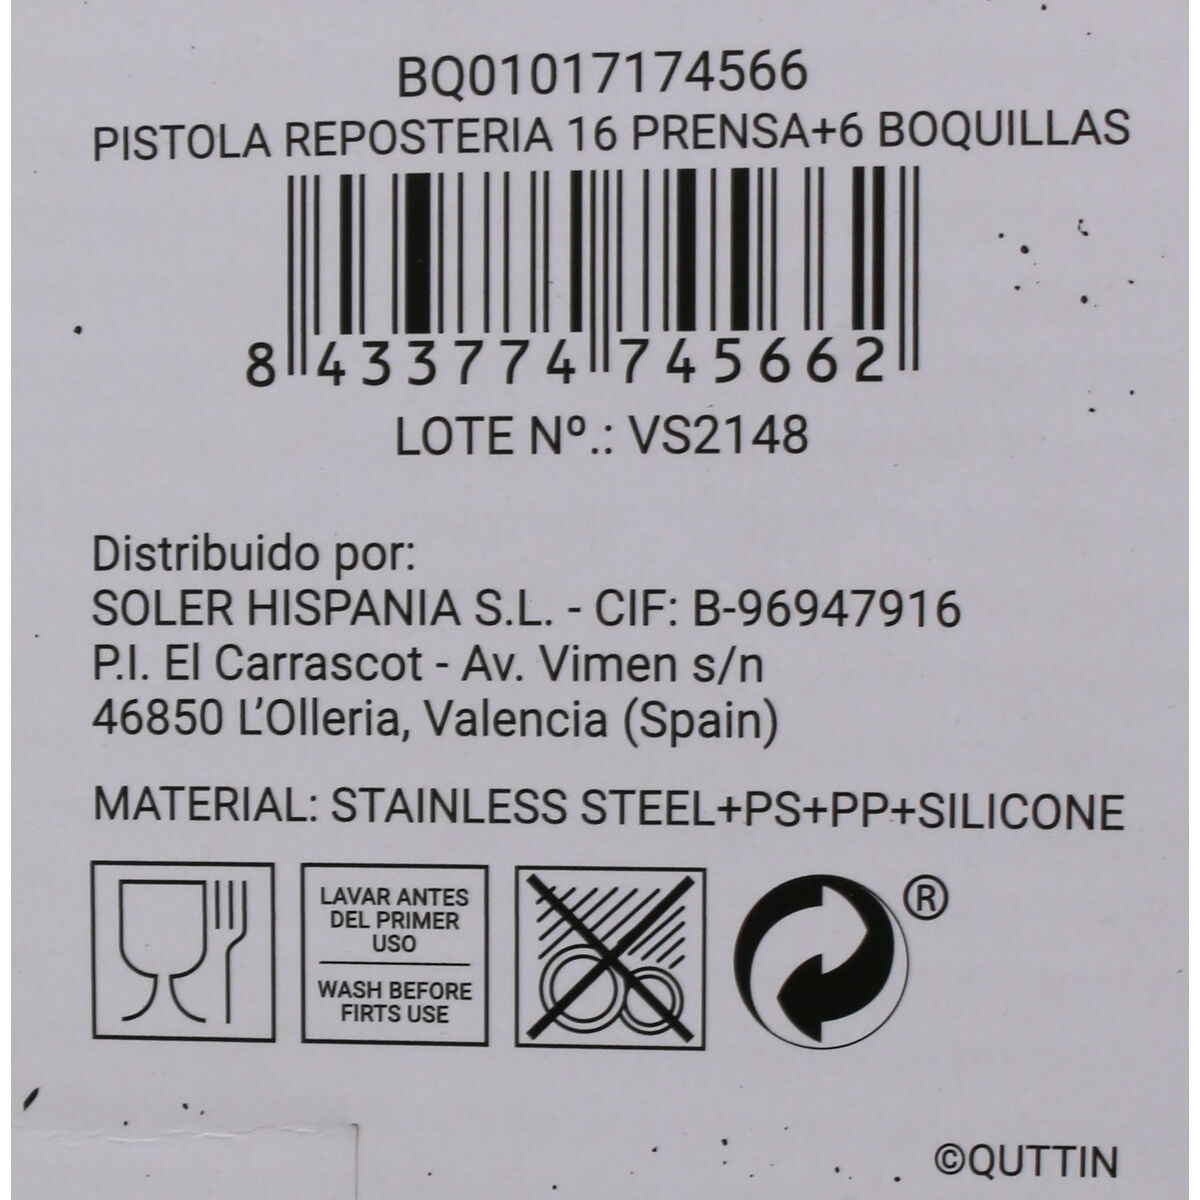 BQ01017174566
PISTOLA REPOSTERIA 16 PRENSA+6 BOQUILLAS
8 433774 745662
LOTE Nº.: VS2148
Distribuido por:
SOLER HISPANIA S.L. - CIF: B-96947916
P.I. El Carrascot - Av. Vimen s/n
46850 L'Olleria, Valencia (Spain)
MATERIAL: STAINLESS STEEL+PS+PP+SILICONE
LAVAR ANTES
DEL PRIMER
USO
WASH BEFORE
FIRTS USE
®
©QUTTIN